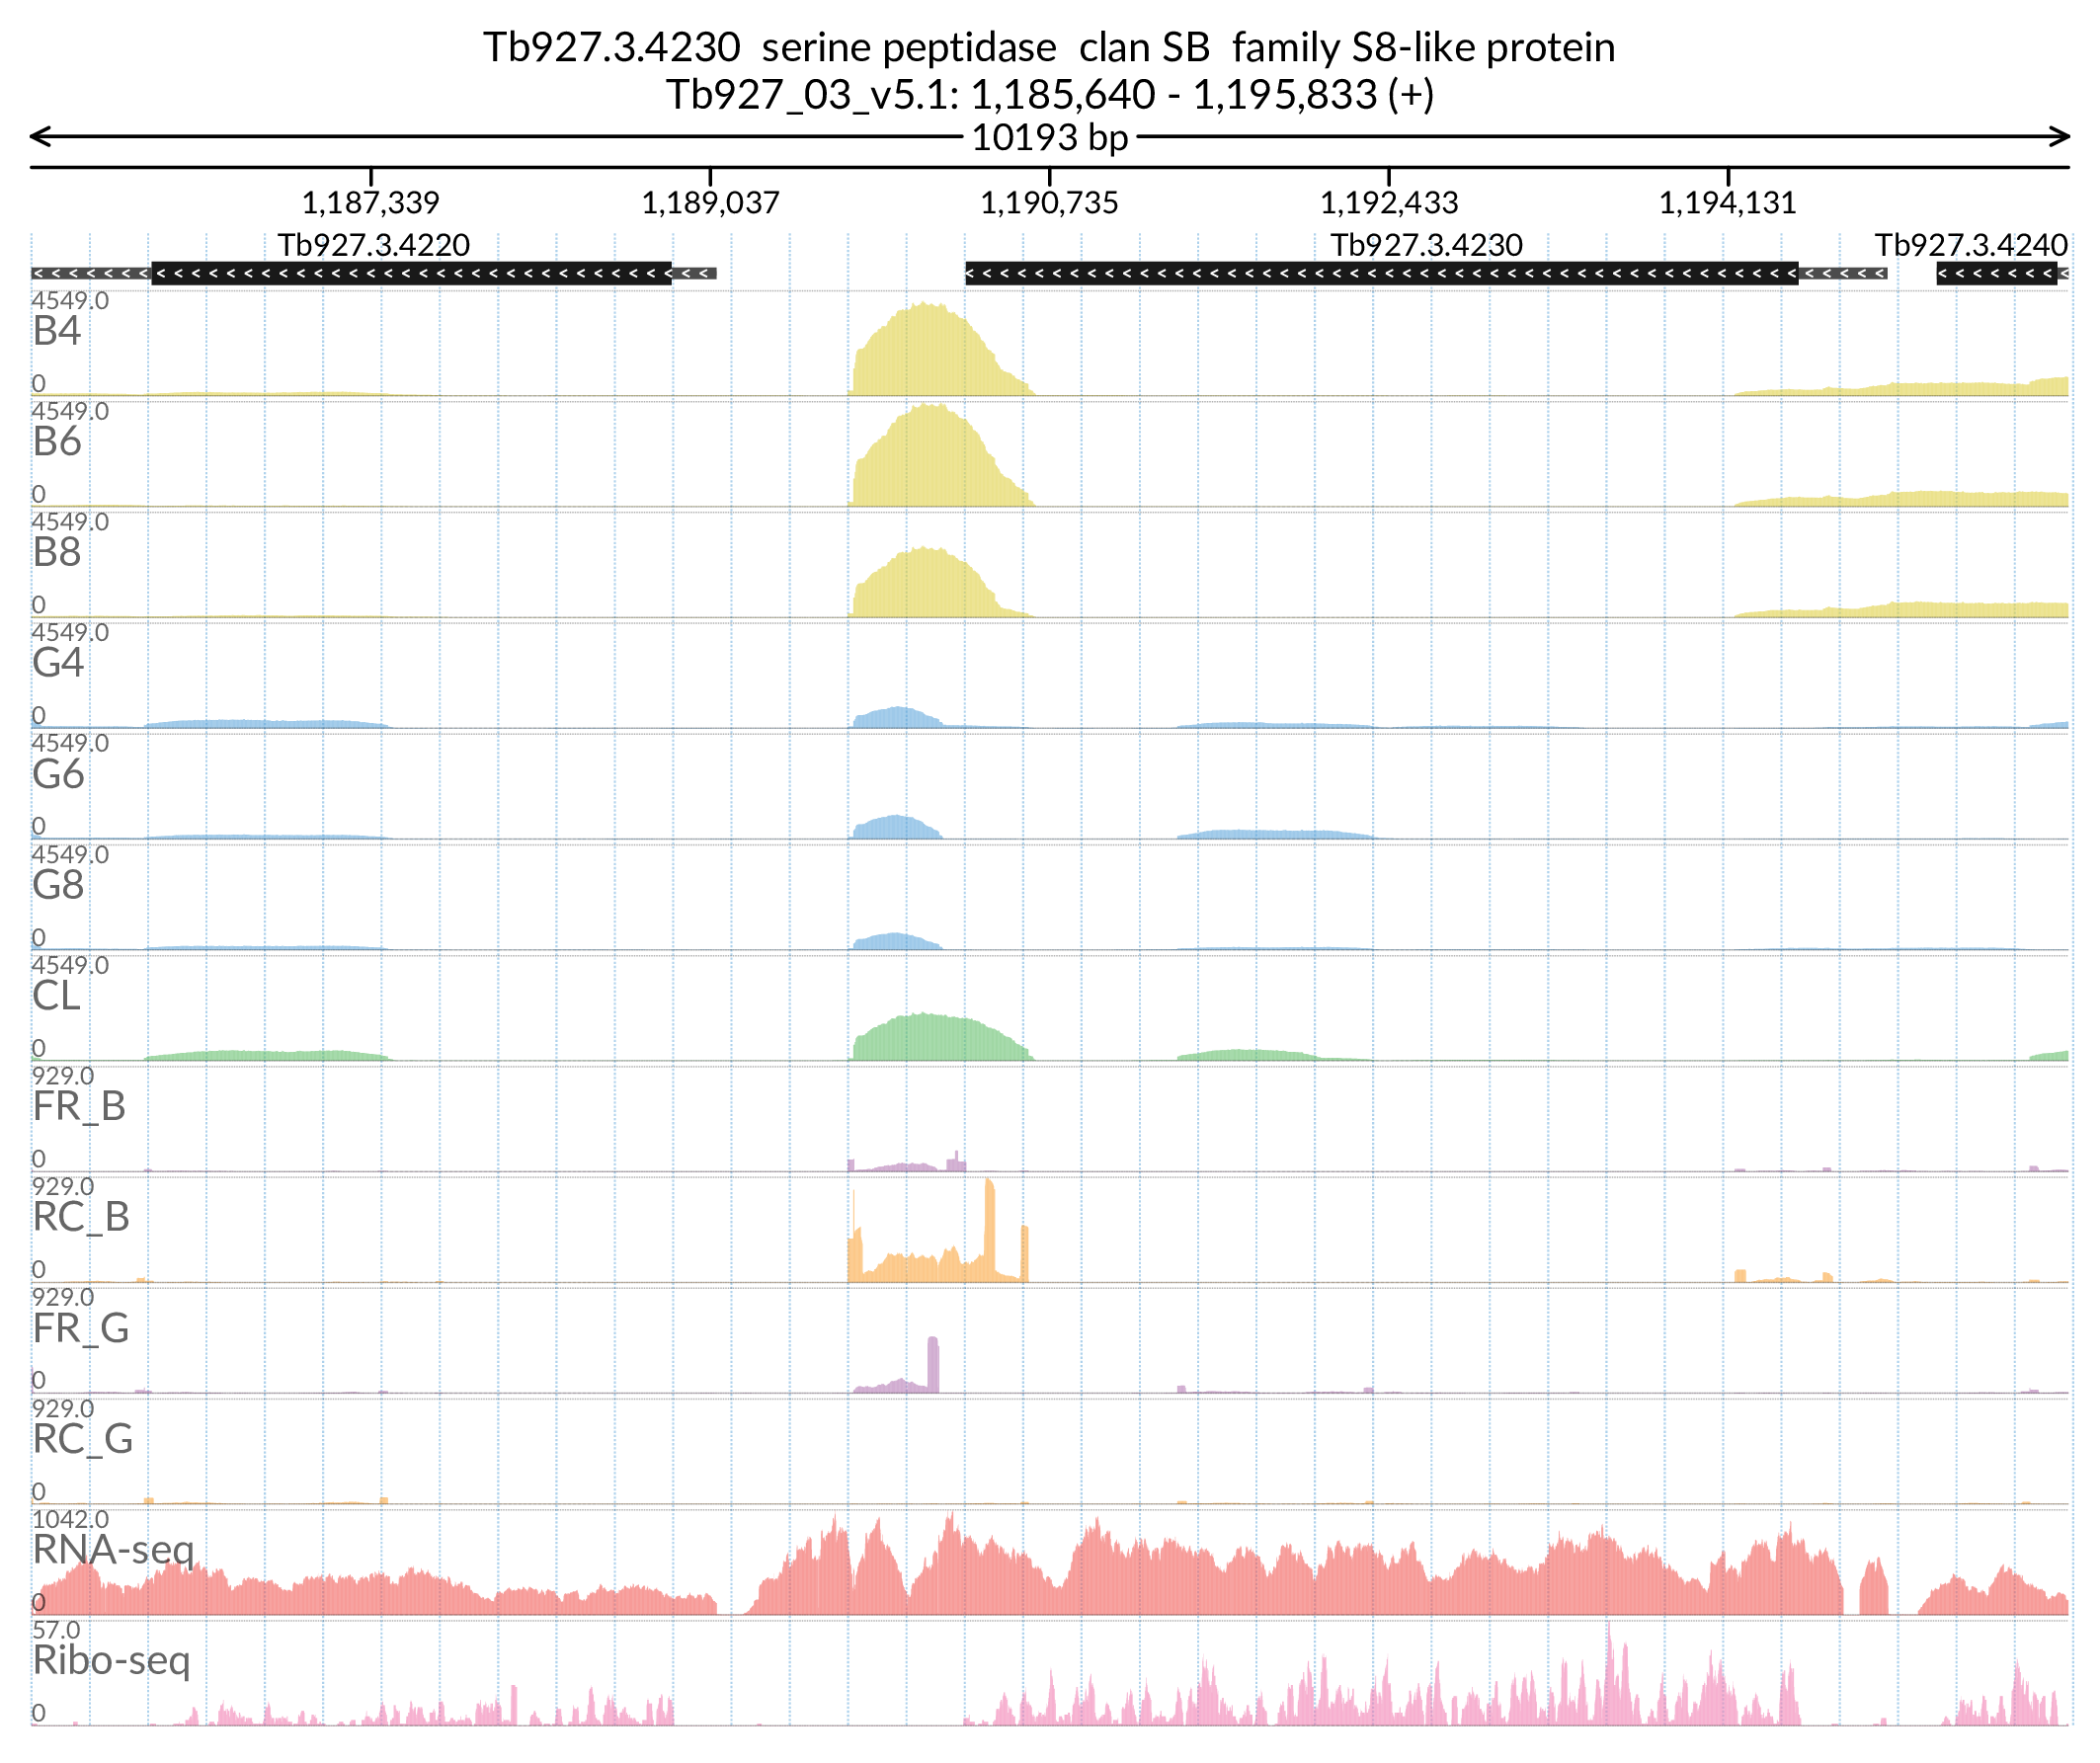 Tb927.3.4230  serine peptidase  clan SB  family S8-like protein
Tb927_03_v5.1: 1,185,640 - 1,195,833 (+)
10193 bp
1,187,339 1,189,037 1,190,735 1,192,433 1,194,131
Tb927.3.4220 Tb927.3.4230 Tb927.3.4240
4549.0
B4
0
4549.0
B6
0
4549.0
B8
0
4549.0
G4
0
4549.0
G6
0
4549.0
G8
0
4549.0
CL
0
929.0
FR_B
0
929.0
RC_B
0
929.0
FR_G
0
929.0
RC_G
0
1042.0
RNA-seq
0
57.0
Ribo-seq
0